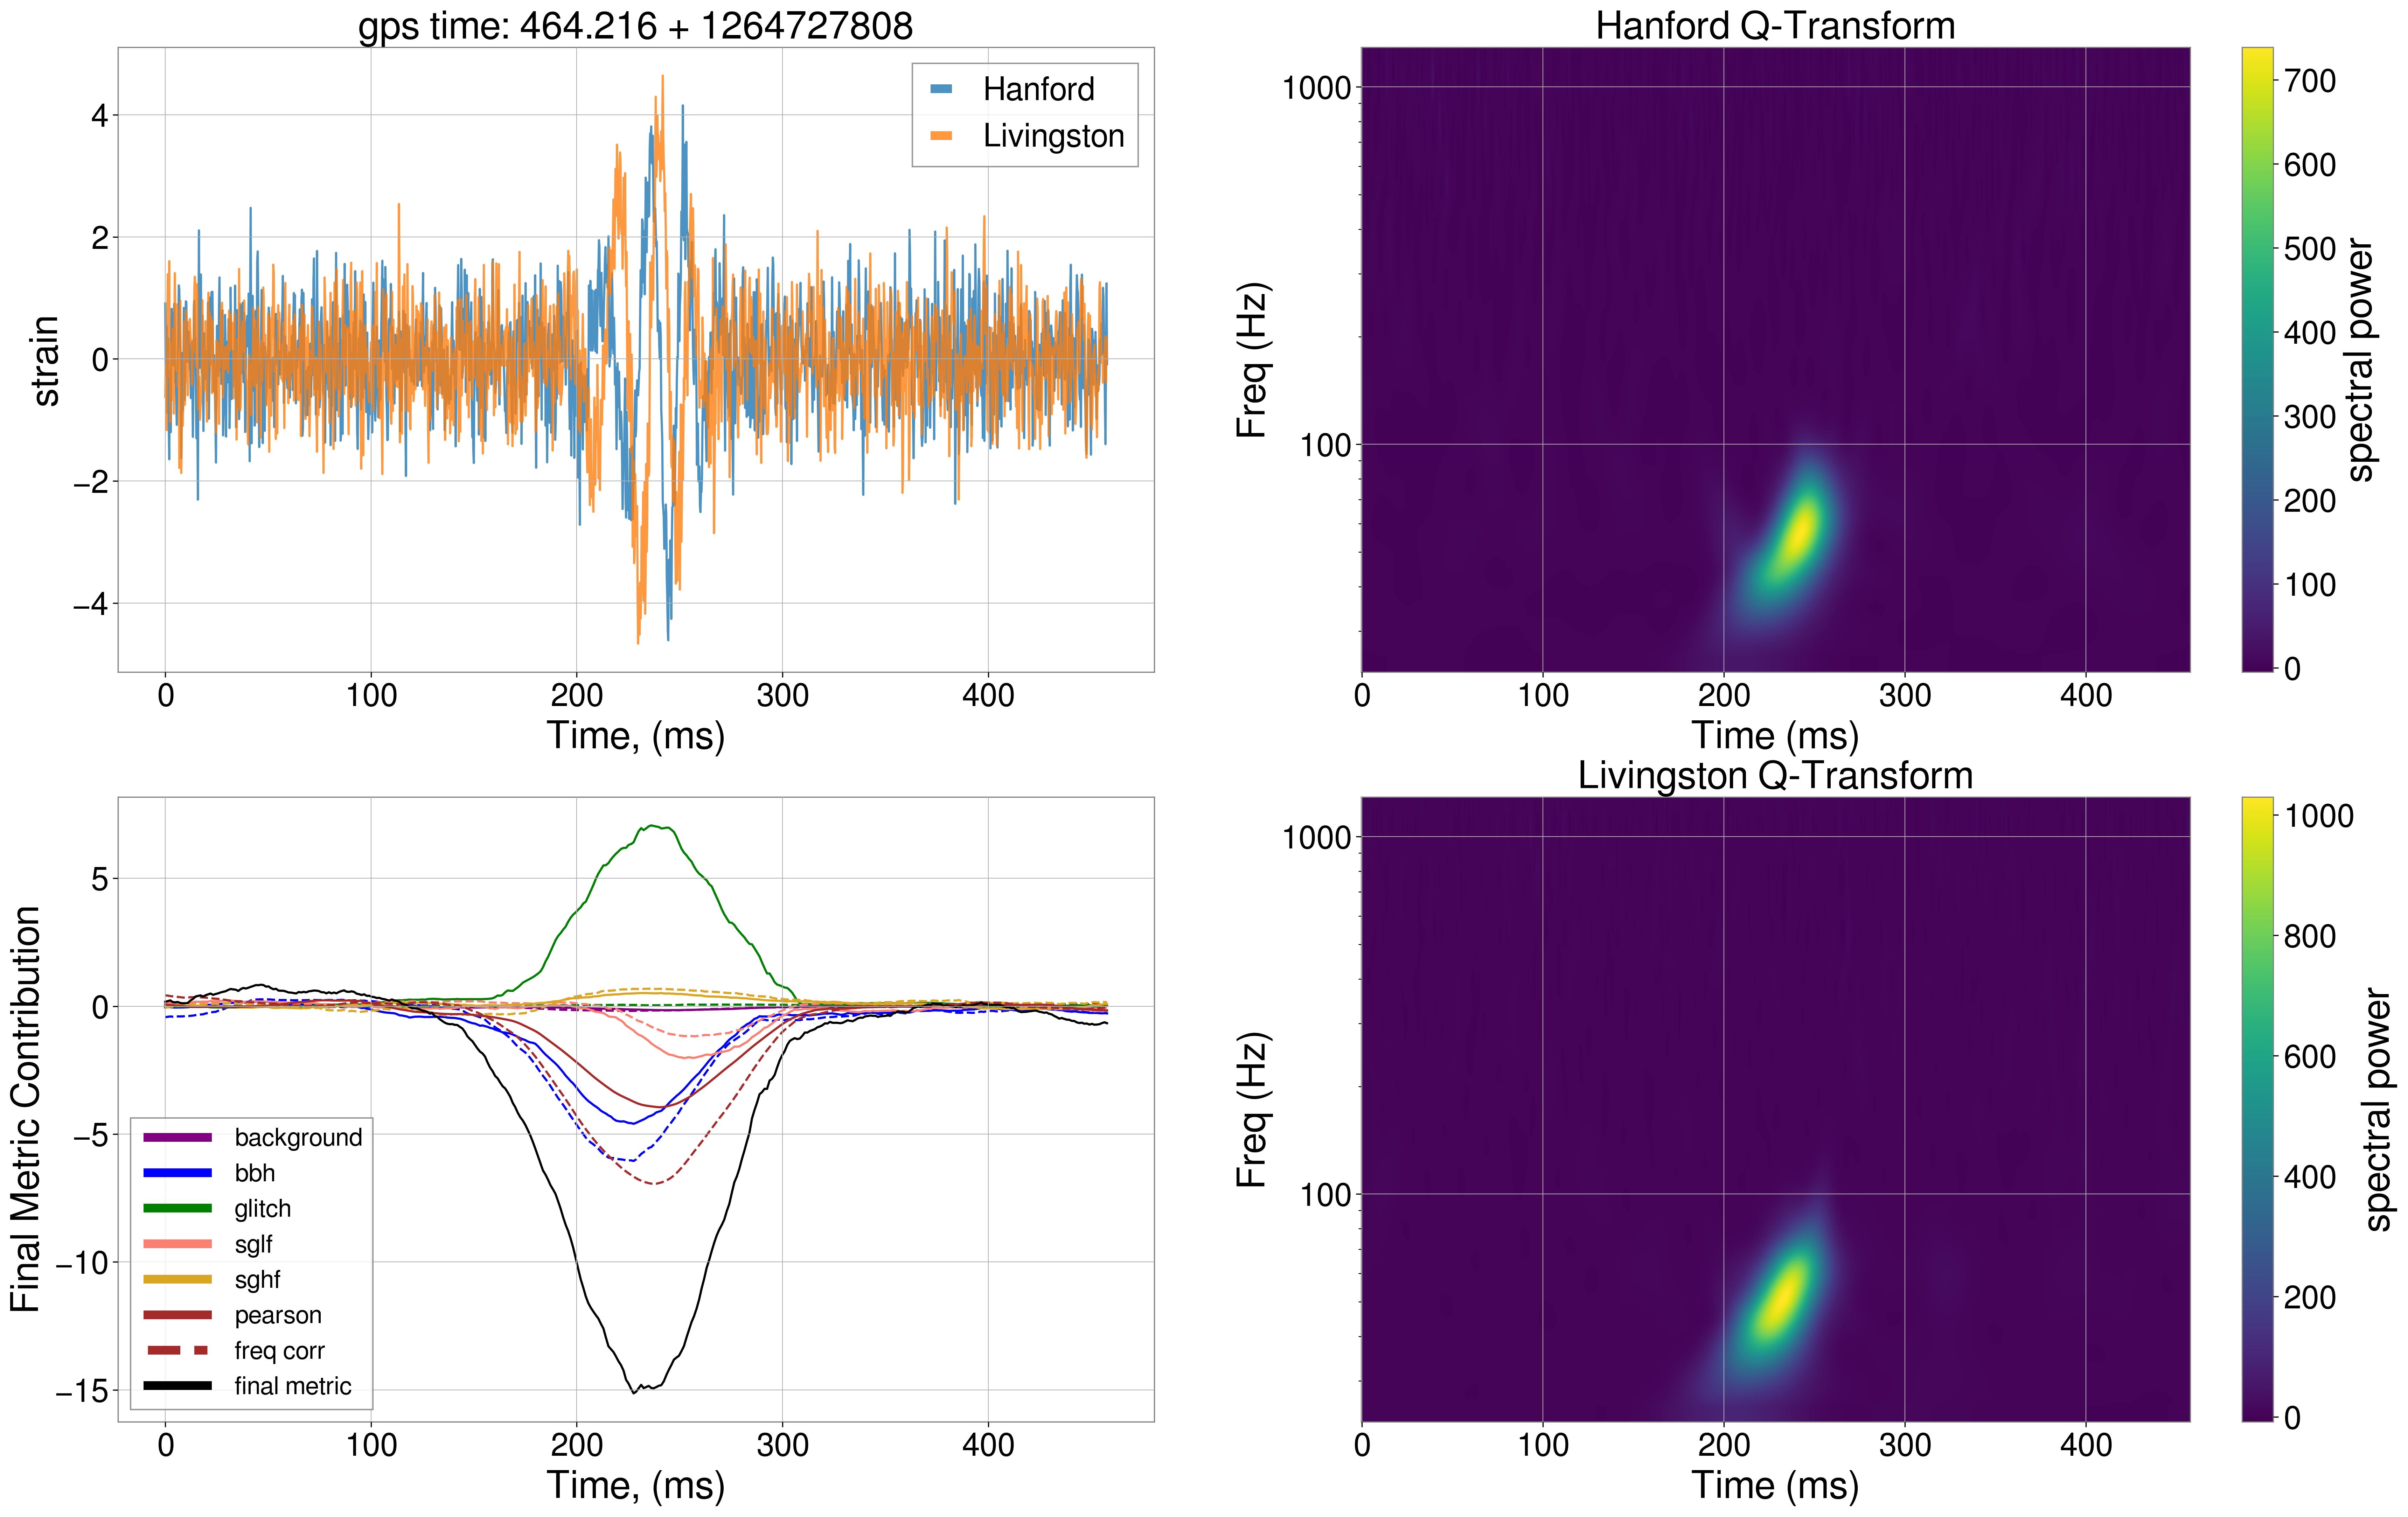 gps time: 464.216 + 1264727808
4
2
0
−2
−4
strain
Hanford
Livingston
0 100 200 300 400
Time, (ms)
Hanford Q-Transform
1000
100
Freq (Hz)
0 100 200 300 400
Time (ms)
700
600
500
400
300
200
100
0
spectral power
5
0
−5
−10
−15
Final Metric Contribution
background
bbh
glitch
sglf
sghf
pearson
freq corr
final metric
0 100 200 300 400
Time, (ms)
Livingston Q-Transform
1000
100
Freq (Hz)
0 100 200 300 400
Time (ms)
1000
800
600
400
200
0
spectral power